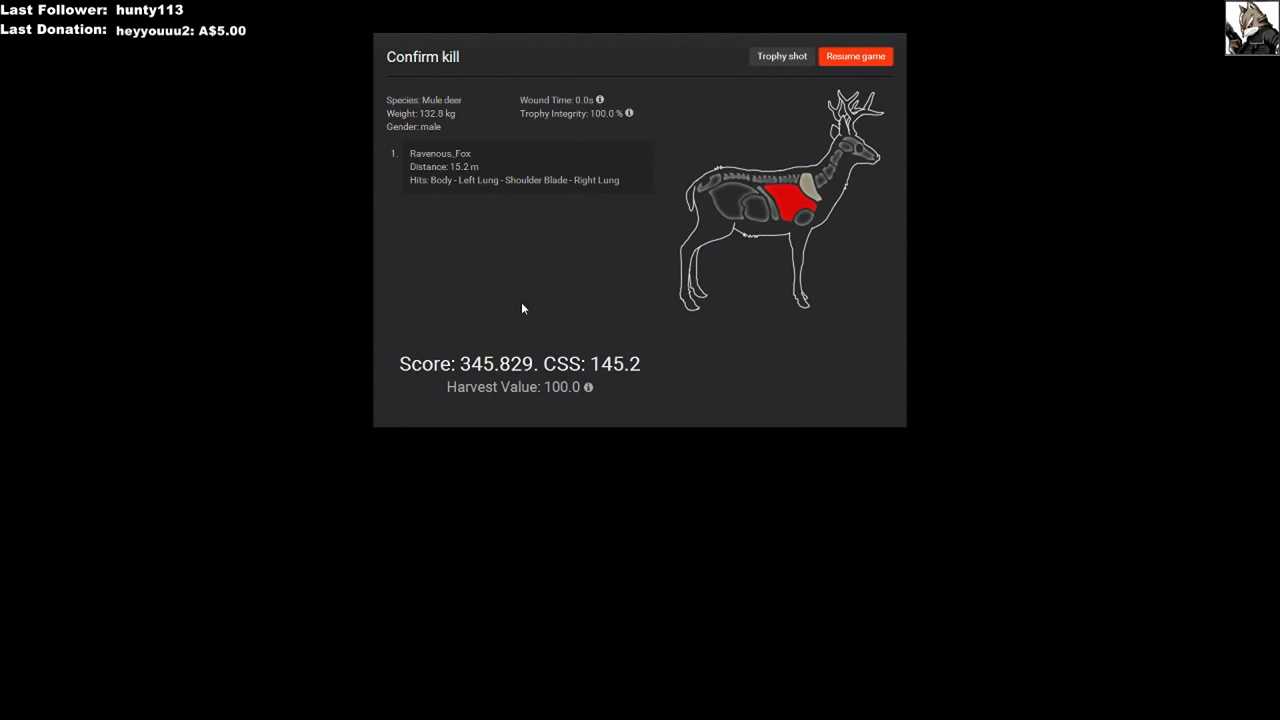 Last Follower: hunty113
Last Donation: heyyouuu2: A$5.00
Confirm kill
Trophy shot
Resume game
Species: Mule deer
Weight: 132.8 kg
Gender: male
Wound Time: 0.0s
Trophy Integrity: 100.0 %
1. Ravenous_Fox
Distance: 15.2 m
Hits: Body - Left Lung - Shoulder Blade - Right Lung
Score: 345.829. CSS: 145.2
Harvest Value: 100.0